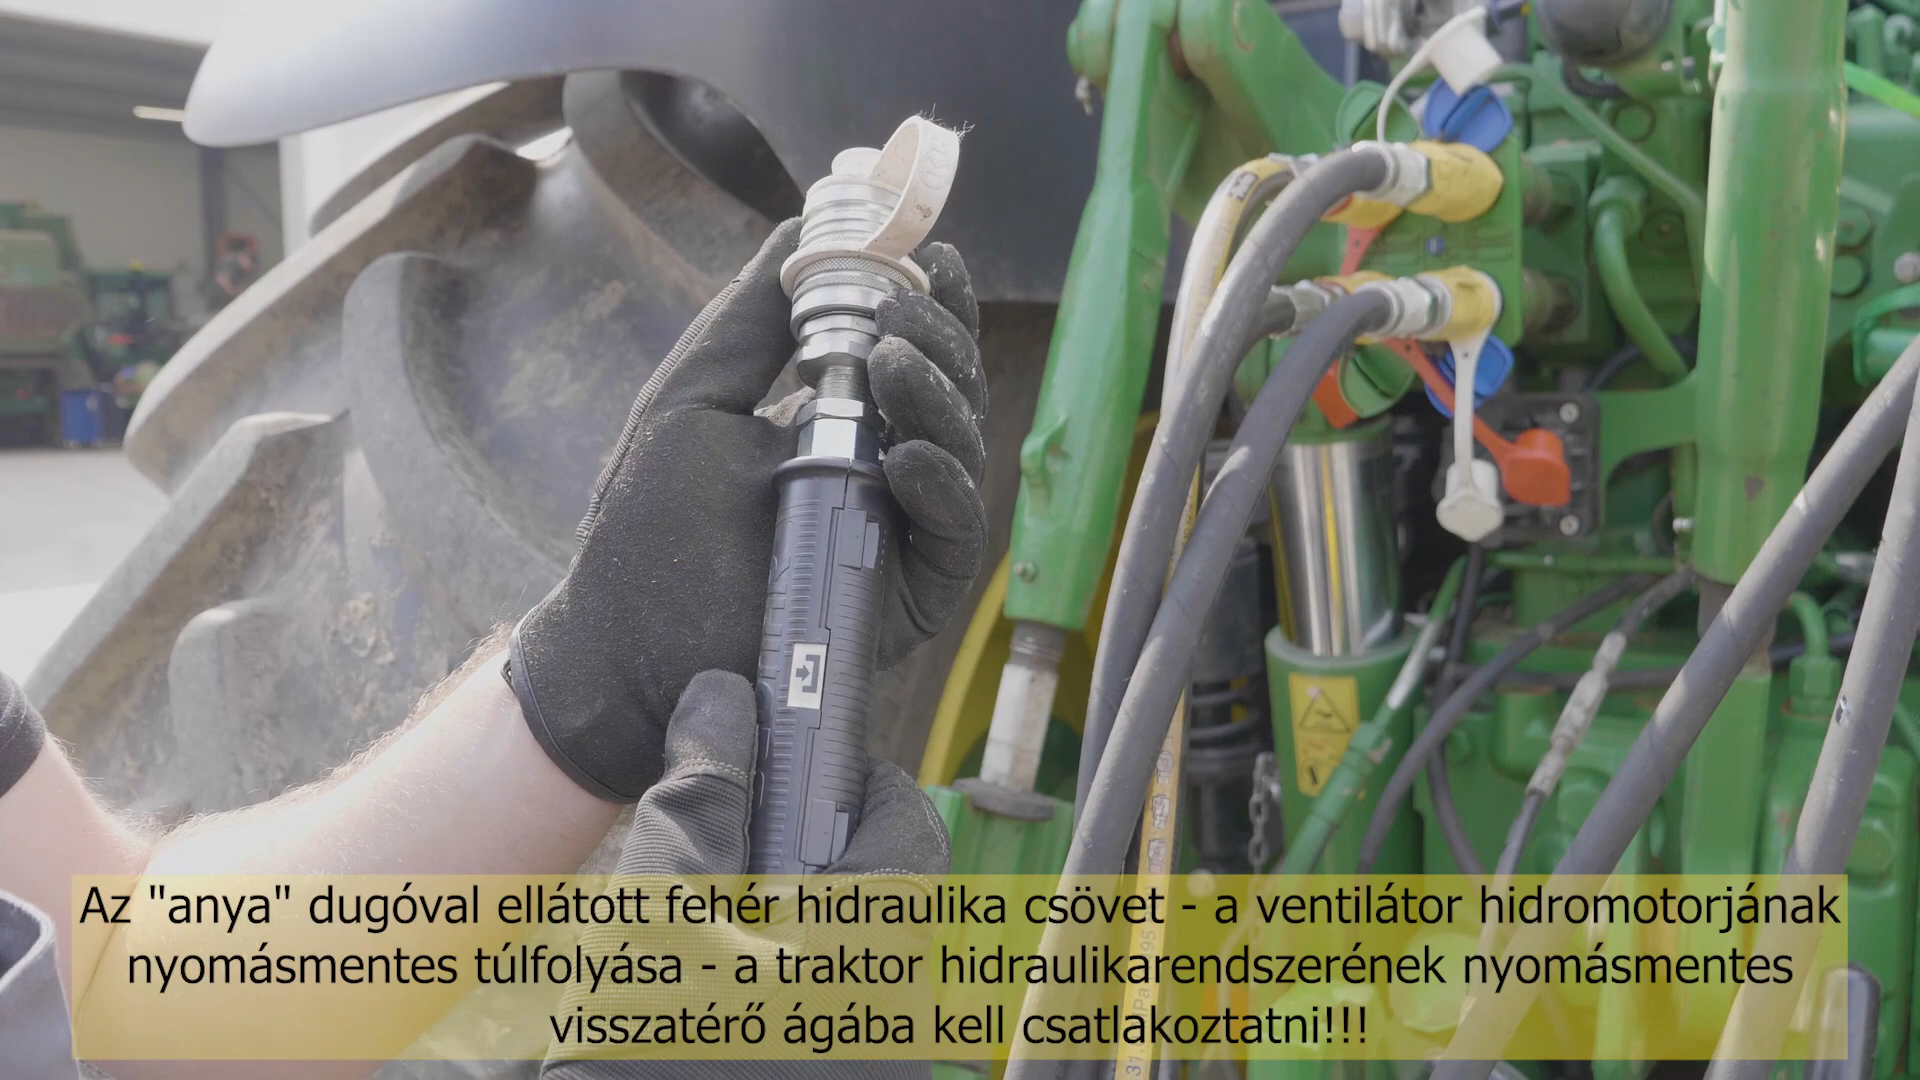 Az "anya" dugóval ellátott fehér hidraulika csövet - a ventilátor hidromotorjának
nyomásmentes túlfolyása - a traktor hidraulikarendszerének nyomásmentes
visszatérő ágába kell csatlakoztatni!!!